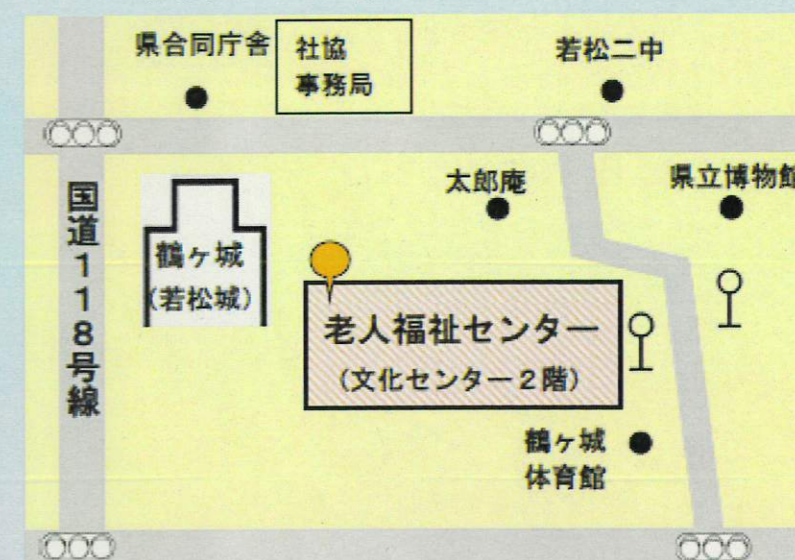 県合同庁舎
社協
事務局
若松二中
太郎庵
県立博物館
国道118号線
鶴ヶ城
(若松城)
老人福祉センター
(文化センター2階)
鶴ヶ城
体育館